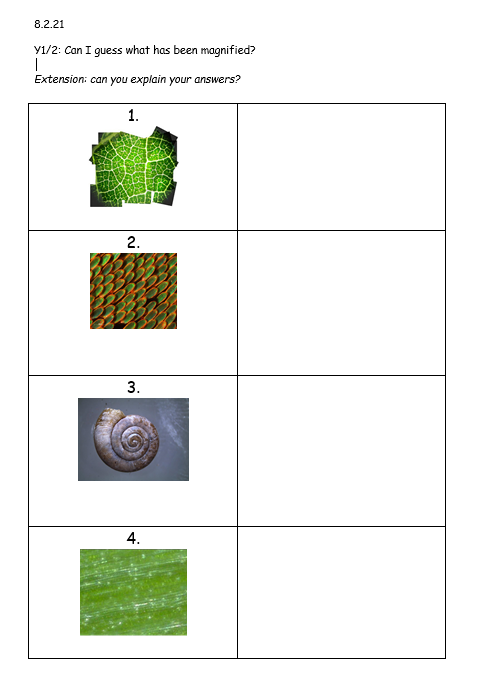 8.2.21
Y1/2: Can I guess what has been magnified?
Extension: can you explain your answers?
1.
2.
3.
4.